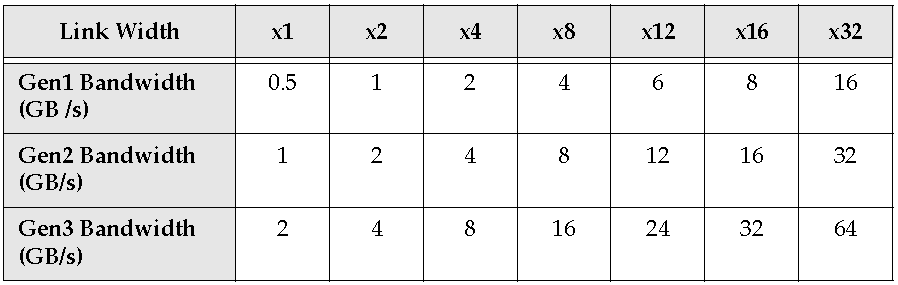 Link Width x1 x2 x4 x8 x12 x16 x32
Gen1 Bandwidth 0.5 1 2 4 6 8 16
(GB /s)
Gen2 Bandwidth 1 2 4 8 12 16 32
(GB/s)
Gen3 Bandwidth 2 4 8 16 24 32 64
(GB/s)